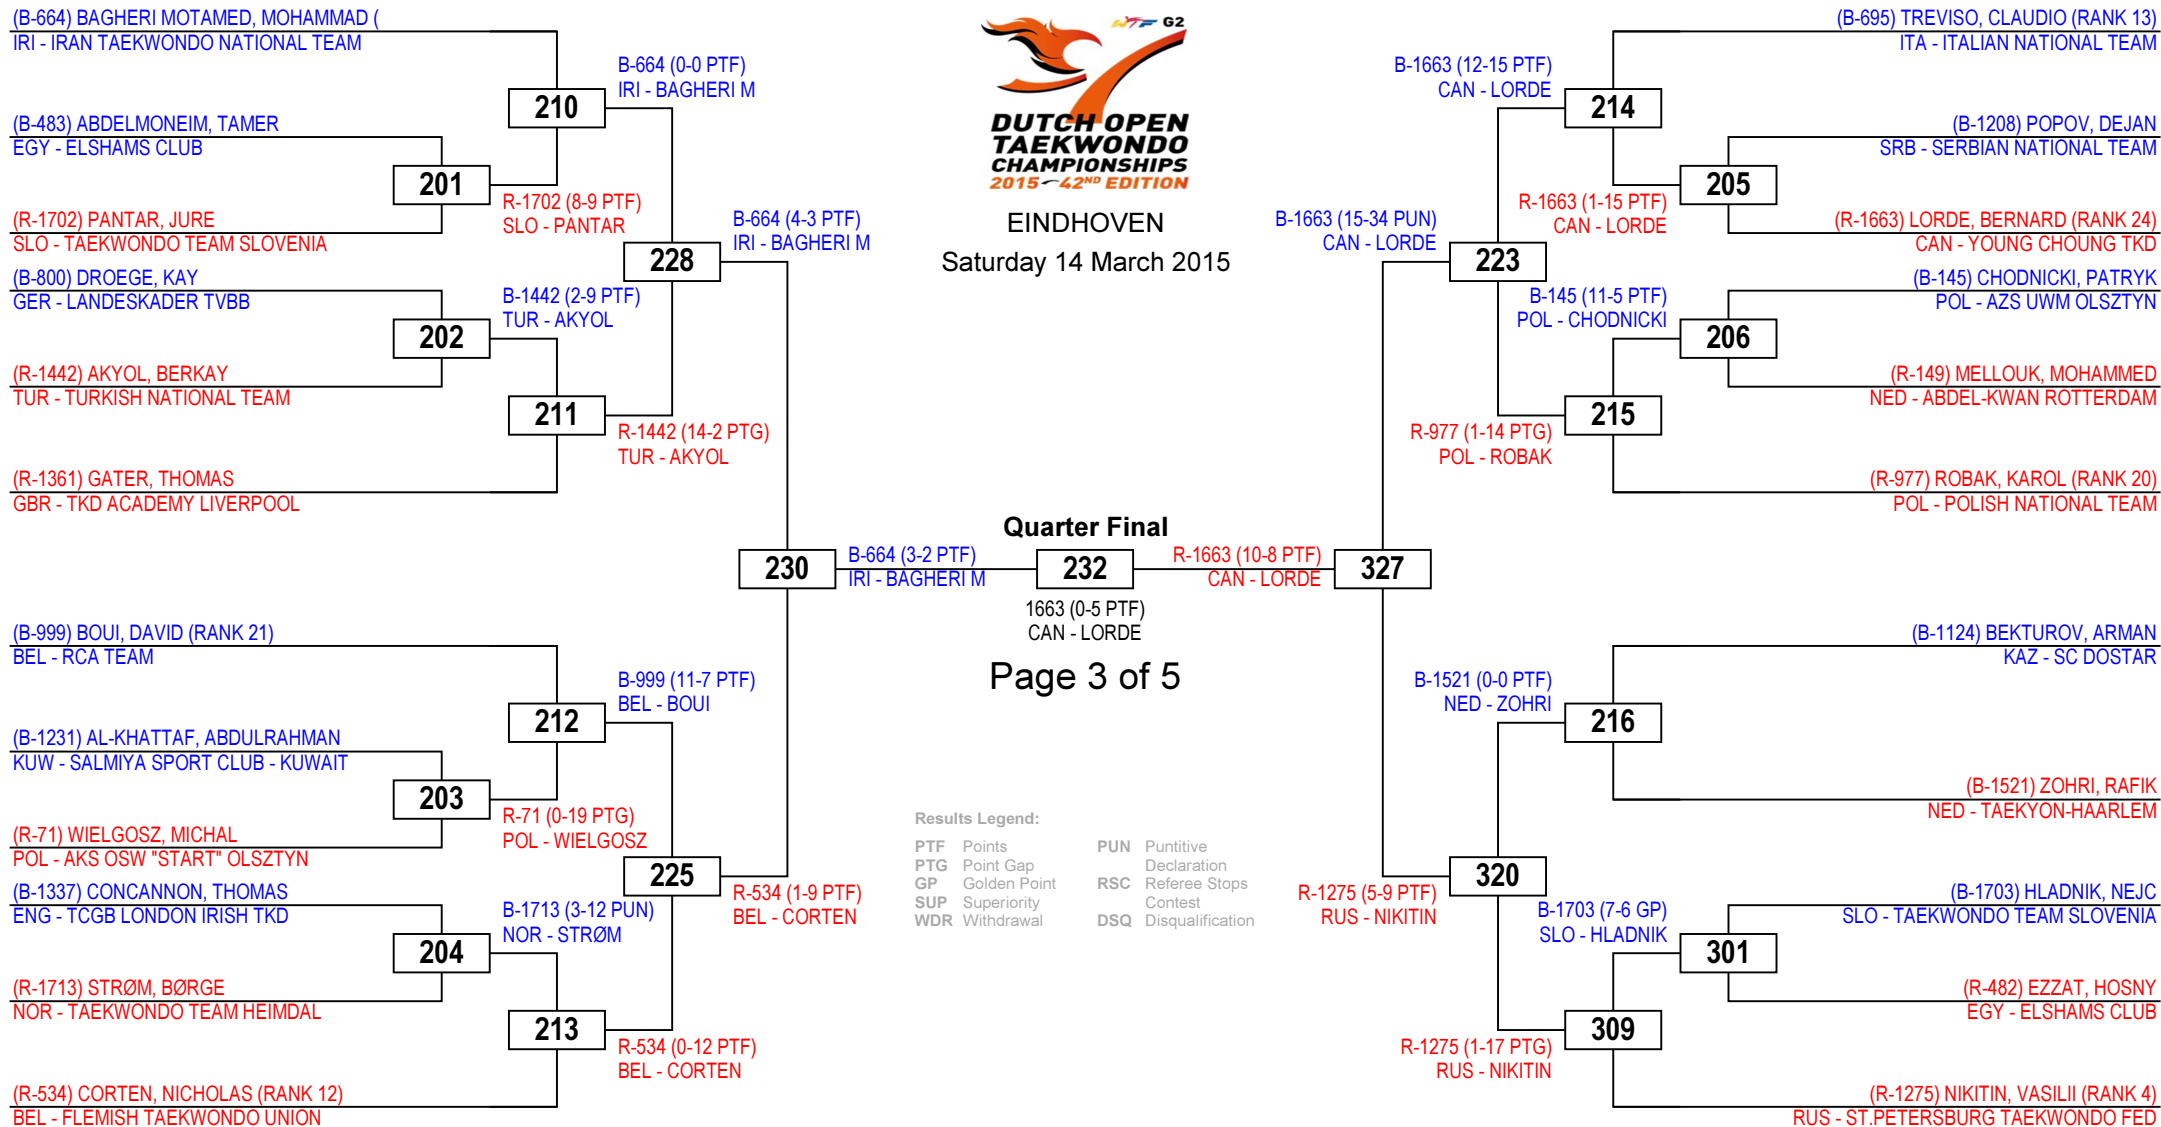 (B-664) BAGHERI MOTAMED, MOHAMMAD (
IRI - IRAN TAEKWONDO NATIONAL TEAM
(B-483) ABDELMONEIM, TAMER
EGY - ELSHAMS CLUB
(R-1702) PANTAR, JURE
SLO - TAEKWONDO TEAM SLOVENIA
(B-800) DROEGE, KAY
GER - LANDESKADER TVBB
(R-1442) AKYOL, BERKAY
TUR - TURKISH NATIONAL TEAM
(R-1361) GATER, THOMAS
GBR - TKD ACADEMY LIVERPOOL
(B-999) BOUI, DAVID (RANK 21)
BEL - RCA TEAM
(B-1231) AL-KHATTAF, ABDULRAHMAN
KUW - SALMIYA SPORT CLUB - KUWAIT
(R-71) WIELGOSZ, MICHAL
POL - AKS OSW "START" OLSZTYN
(B-1337) CONCANNON, THOMAS
ENG - TCGB LONDON IRISH TKD
(R-1713) STRØM, BØRGE
NOR - TAEKWONDO TEAM HEIMDAL
(R-534) CORTEN, NICHOLAS (RANK 12)
BEL - FLEMISH TAEKWONDO UNION
201
202
203
204
R-1702 (8-9 PTF)
SLO - PANTAR
B-1442 (2-9 PTF)
TUR - AKYOL
R-71 (0-19 PTG)
POL - WIELGOSZ
B-1713 (3-12 PUN)
NOR - STRØM
210
211
212
213
B-664 (0-0 PTF)
IRI - BAGHERI M
R-1442 (14-2 PTG)
TUR - AKYOL
B-999 (11-7 PTF)
BEL - BOUI
R-534 (0-12 PTF)
BEL - CORTEN
228
225
B-664 (4-3 PTF)
IRI - BAGHERI M
R-534 (1-9 PTF)
BEL - CORTEN
230
B-664 (3-2 PTF)
IRI - BAGHERI M
WTF G2
DUTCH OPEN
TAEKWONDO
CHAMPIONSHIPS
2015 42ND EDITION
EINDHOVEN
Saturday 14 March 2015
Quarter Final
232
1663 (0-5 PTF)
CAN - LORDE
Page 3 of 5
Results Legend:
PTF Points
PTG Point Gap
GP Golden Point
SUP Superiority
WDR Withdrawal
PUN Puntitive
Declaration
RSC Referee Stops
Contest
DSQ Disqualification
R-1663 (10-8 PTF)
CAN - LORDE
327
B-1663 (15-34 PUN)
CAN - LORDE
R-1275 (5-9 PTF)
RUS - NIKITIN
223
320
B-1663 (12-15 PTF)
CAN - LORDE
R-977 (1-14 PTG)
POL - ROBAK
B-1521 (0-0 PTF)
NED - ZOHRI
R-1275 (1-17 PTG)
RUS - NIKITIN
214
215
216
309
R-1663 (1-15 PTF)
CAN - LORDE
B-145 (11-5 PTF)
POL - CHODNICKI
B-1703 (7-6 GP)
SLO - HLADNIK
205
206
301
(B-695) TREVISO, CLAUDIO (RANK 13)
ITA - ITALIAN NATIONAL TEAM
(B-1208) POPOV, DEJAN
SRB - SERBIAN NATIONAL TEAM
(R-1663) LORDE, BERNARD (RANK 24)
CAN - YOUNG CHOUNG TKD
(B-145) CHODNICKI, PATRYK
POL - AZS UWM OLSZTYN
(R-149) MELLOUK, MOHAMMED
NED - ABDEL-KWAN ROTTERDAM
(R-977) ROBAK, KAROL (RANK 20)
POL - POLISH NATIONAL TEAM
(B-1124) BEKTUROV, ARMAN
KAZ - SC DOSTAR
(B-1521) ZOHRI, RAFIK
NED - TAEKYON-HAARLEM
(B-1703) HLADNIK, NEJC
SLO - TAEKWONDO TEAM SLOVENIA
(R-482) EZZAT, HOSNY
EGY - ELSHAMS CLUB
(R-1275) NIKITIN, VASILII (RANK 4)
RUS - ST.PETERSBURG TAEKWONDO FED